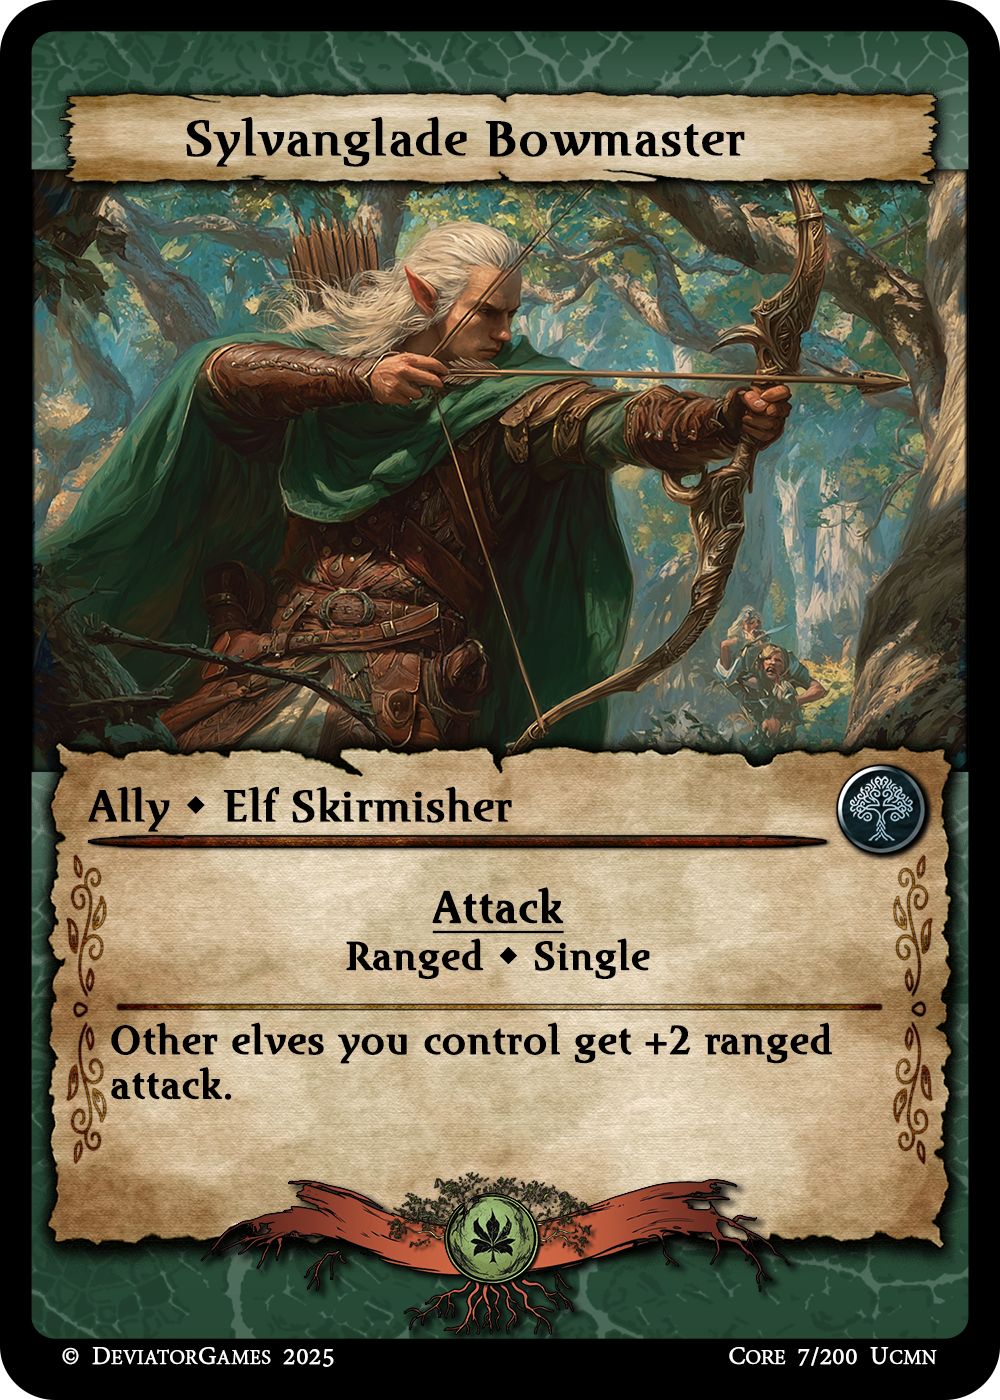 Sylvanglade Bowmaster
Ally ◆ Elf Skirmisher
Attack
Ranged ◆ Single
Other elves you control get +2 ranged
attack.
© DeviatorGames 2025
Core 7/200 Ucmn